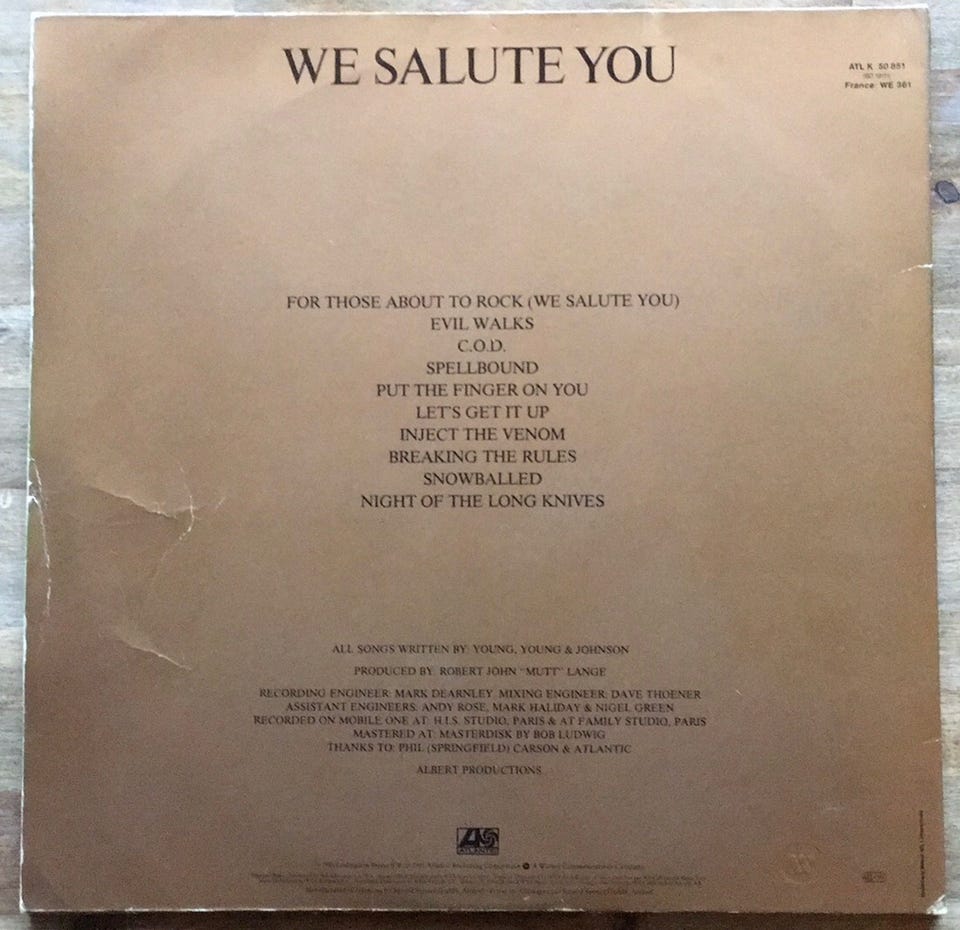 WE SALUTE YOU
ATL K 50 851
France: WE 361
FOR THOSE ABOUT TO ROCK (WE SALUTE YOU)
EVIL WALKS
C.O.D.
SPELLBOUND
PUT THE FINGER ON YOU
LET'S GET IT UP
INJECT THE VENOM
BREAKING THE RULES
SNOWBALLED
NIGHT OF THE LONG KNIVES
ALL SONGS WRITTEN BY: YOUNG, YOUNG & JOHNSON
PRODUCED BY: ROBERT JOHN "MUTT" LANGE
RECORDING ENGINEER: MARK DEARNLEY. MIXING ENGINEER: DAVE THOENER
ASSISTANT ENGINEERS: ANDY ROSE, MARK HALIDAY & NIGEL GREEN
RECORDED ON MOBILE ONE AT: H.I.S. STUDIO, PARIS & AT FAMILY STUDIO, PARIS
MASTERED AT: MASTERDISK BY BOB LUDWIG
THANKS TO: PHIL (SPRINGFIELD) CARSON & ATLANTIC
ALBERT PRODUCTIONS
ATLANTIC